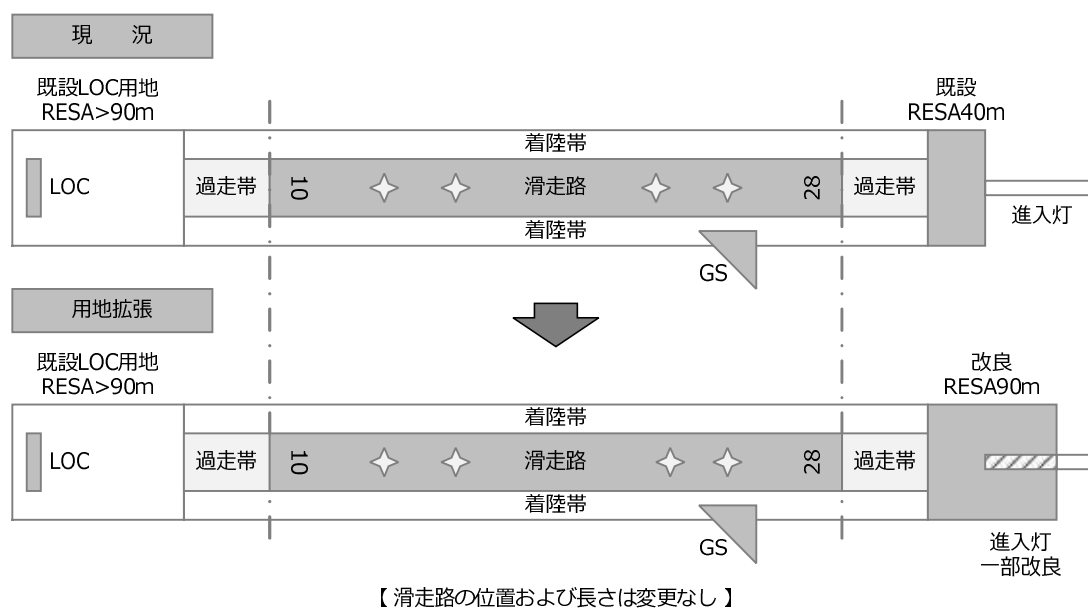 現　　況
既設LOC用地
RESA>90m
既設
RESA40m
着陸帯
LOC
過走帯
10
滑走路
28
過走帯
進入灯
着陸帯
GS
用地拡張
既設LOC用地
RESA>90m
改良
RESA90m
着陸帯
LOC
過走帯
10
滑走路
28
過走帯
着陸帯
GS
進入灯
一部改良
【 滑走路の位置および長さは変更なし 】